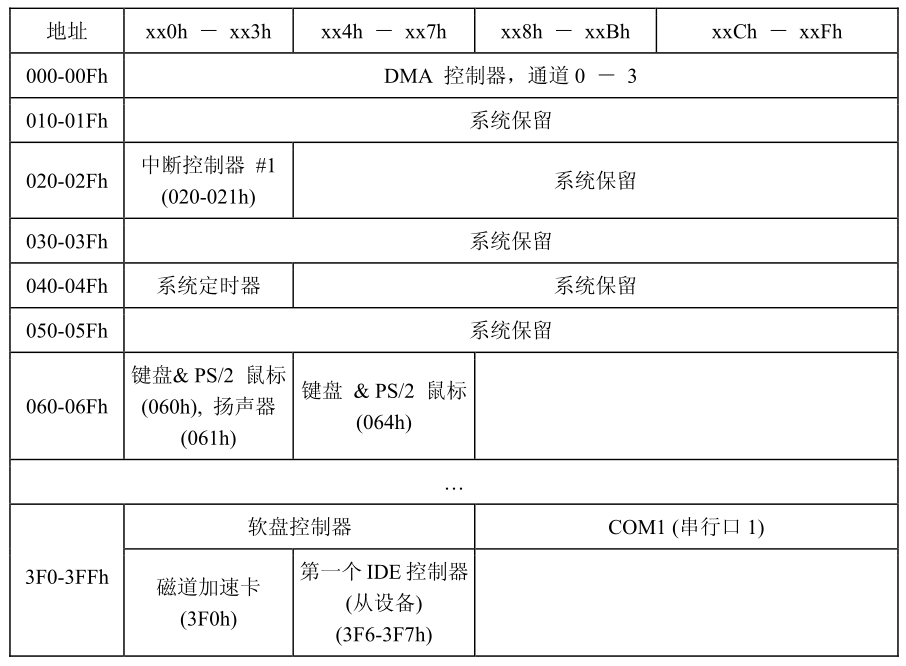 地址 xx0h － xx3h xx4h － xx7h xx8h － xxBh xxCh － xxFh
000-00Fh DMA 控制器，通道 0 － 3
010-01Fh 系统保留
020-02Fh 中断控制器 #1
(020-021h) 系统保留
030-03Fh 系统保留
040-04Fh 系统定时器 系统保留
050-05Fh 系统保留
060-06Fh 键盘& PS/2 鼠标
(060h), 扬声器
(061h) 键盘 & PS/2 鼠标
(064h)
…
3F0-3FFh 软盘控制器 COM1 (串行口 1)
磁道加速卡
(3F0h) 第一个 IDE 控制器
(从设备)
(3F6-3F7h)